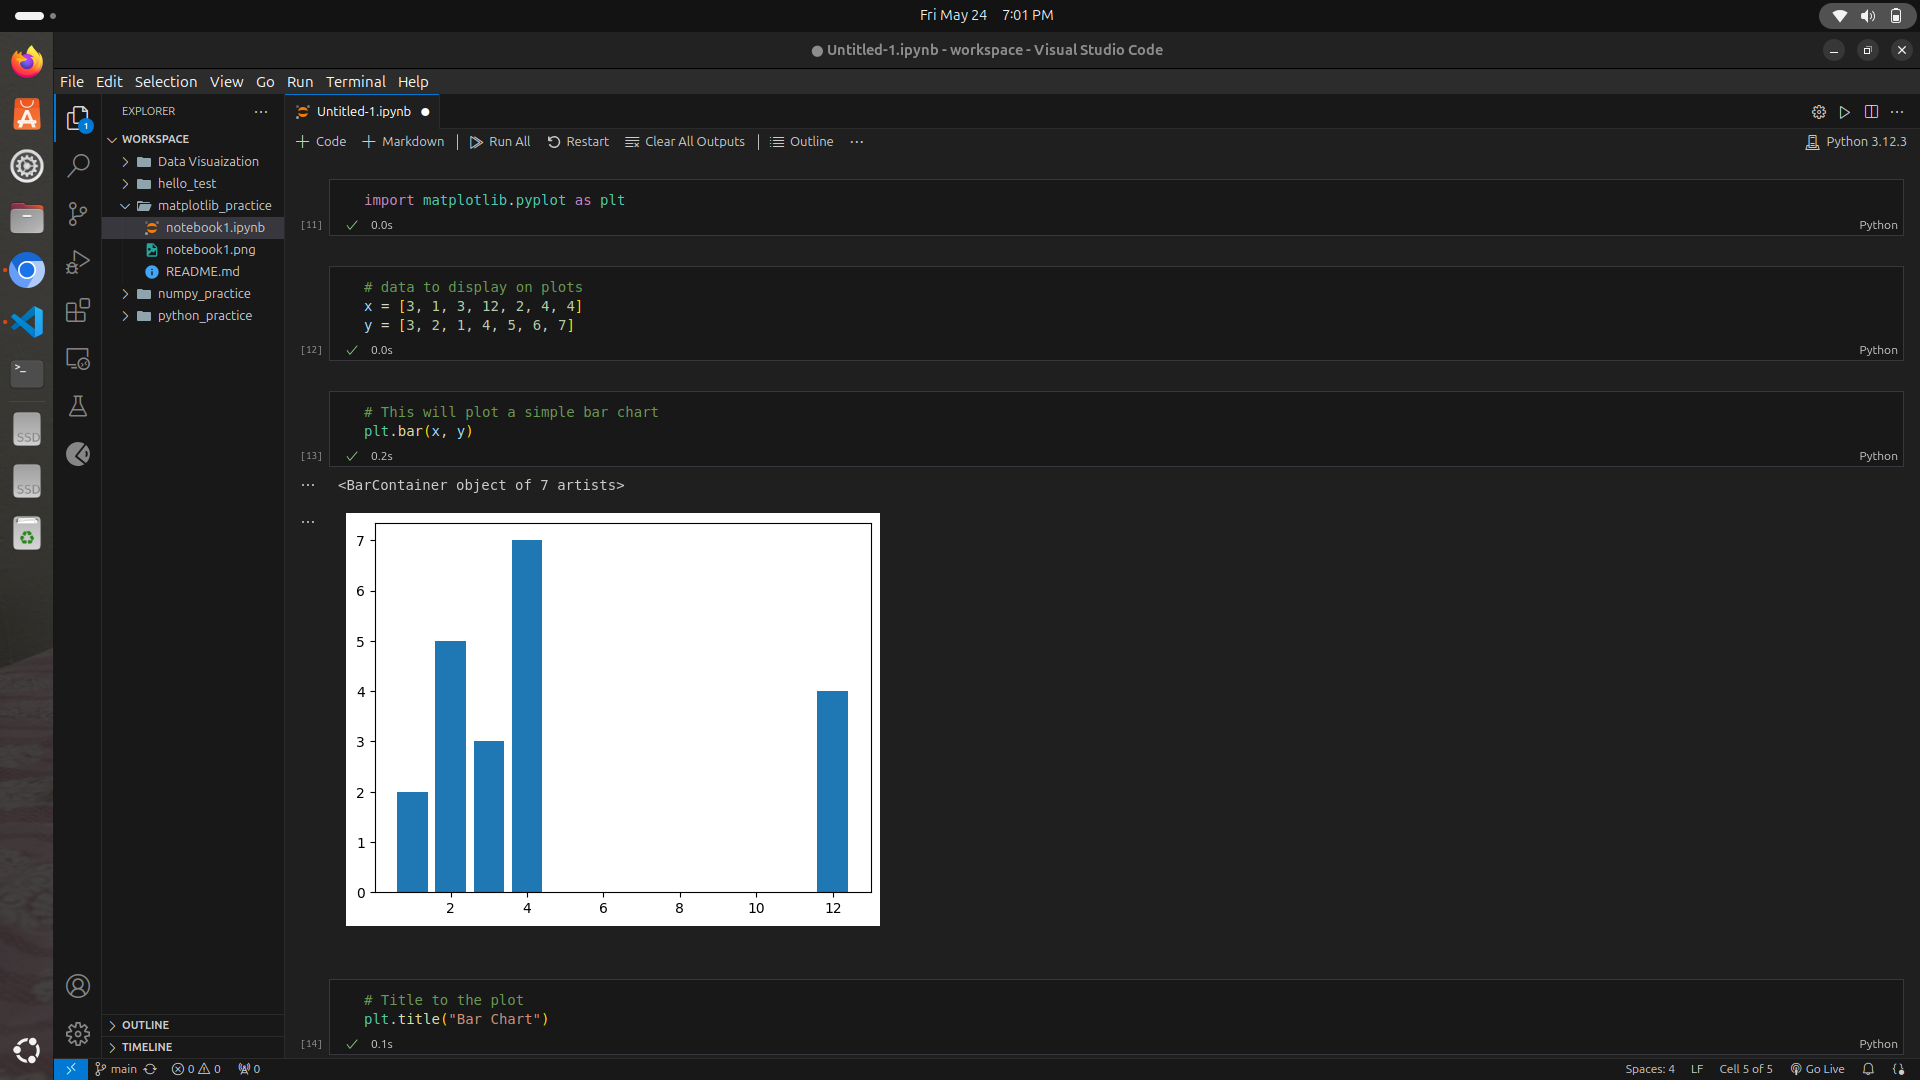 Fri May 24 7:01 PM
● Untitled-1.ipynb - workspace - Visual Studio Code
File Edit Selection View Go Run Terminal Help
EXPLORER
1
WORKSPACE
Data Visuaization
hello_test
matplotlib_practice
notebook1.ipynb
notebook1.png
README.md
numpy_practice
python_practice
OUTLINE
TIMELINE
SSD
SSD
Untitled-1.ipynb
Code Markdown Run All Restart Clear All Outputs Outline Python 3.12.3
import matplotlib.pyplot as plt
[11] 0.0s Python
# data to display on plots
x = [3, 1, 3, 12, 2, 4, 4]
y = [3, 2, 1, 4, 5, 6, 7]
[12] 0.0s Python
# This will plot a simple bar chart
plt.bar(x, y)
[13] 0.2s Python
<BarContainer object of 7 artists>
7
6
5
4
3
2
1
0
2 4 6 8 10 12
# Title to the plot
plt.title("Bar Chart")
[14] 0.1s Python
main 0 0 0 Spaces: 4 LF Cell 5 of 5 Go Live